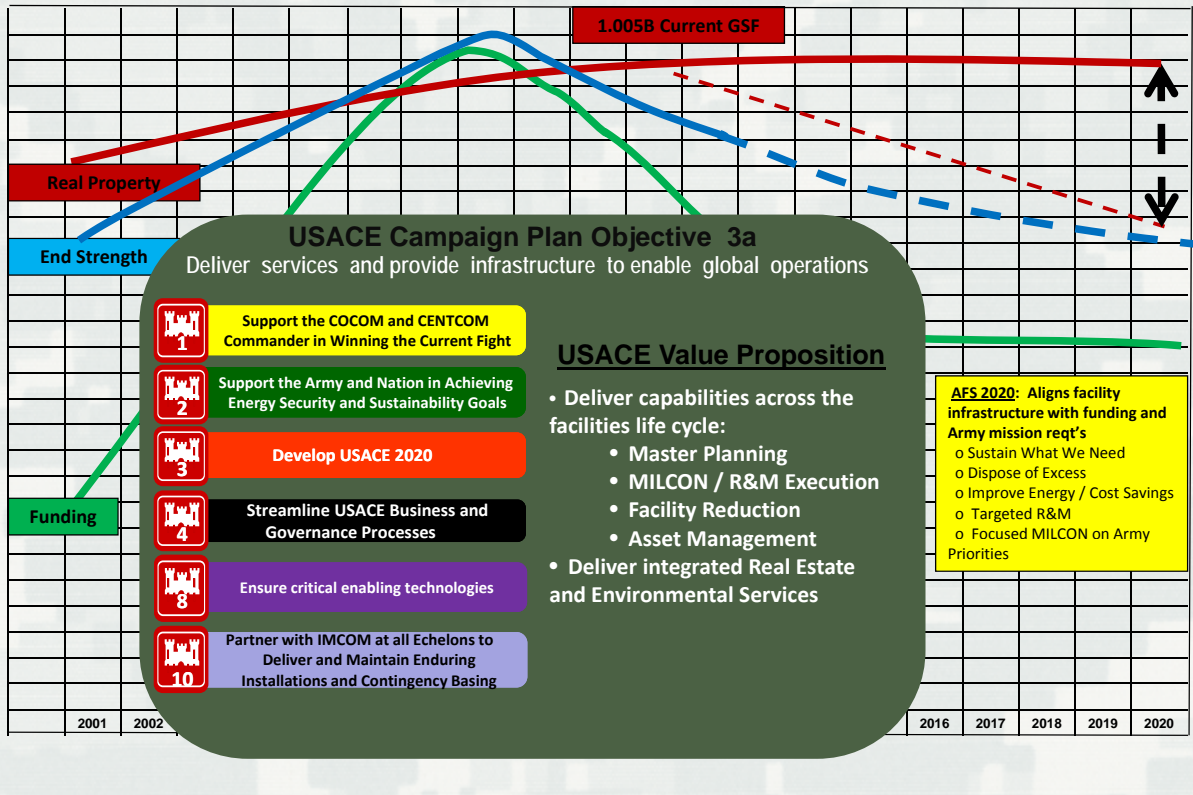 1.005B Current GSF
Real Property
End Strength
Funding
USACE Campaign Plan Objective 3a
Deliver services and provide infrastructure to enable global operations
1
Support the COCOM and CENTCOM
Commander in Winning the Current Fight
2
Support the Army and Nation in Achieving
Energy Security and Sustainability Goals
3
Develop USACE 2020
4
Streamline USACE Business and
Governance Processes
8
Ensure critical enabling technologies
10
Partner with IMCOM at all Echelons to
Deliver and Maintain Enduring
Installations and Contingency Basing
USACE Value Proposition
• Deliver capabilities across the
facilities life cycle:
• Master Planning
• MILCON / R&M Execution
• Facility Reduction
• Asset Management
• Deliver integrated Real Estate
and Environmental Services
AFS 2020: Aligns facility
infrastructure with funding and
Army mission reqt's
o Sustain What We Need
o Dispose of Excess
o Improve Energy / Cost Savings
o Targeted R&M
o Focused MILCON on Army
Priorities
2001 2002 2016 2017 2018 2019 2020